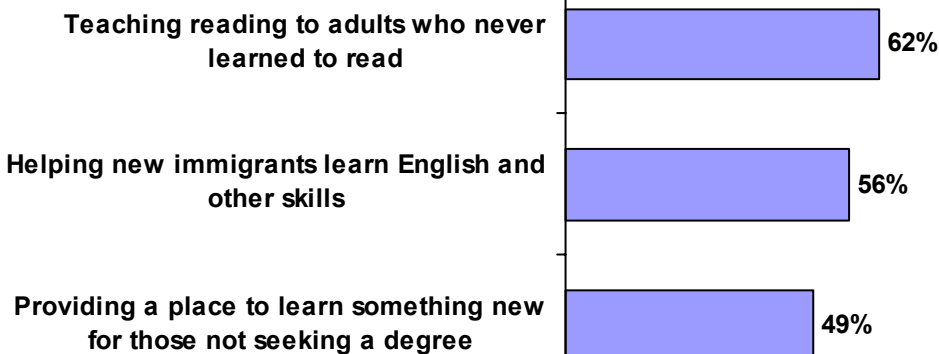 Teaching reading to adults who never
learned to read
62%
Helping new immigrants learn English and
other skills
56%
Providing a place to learn something new
for those not seeking a degree
49%